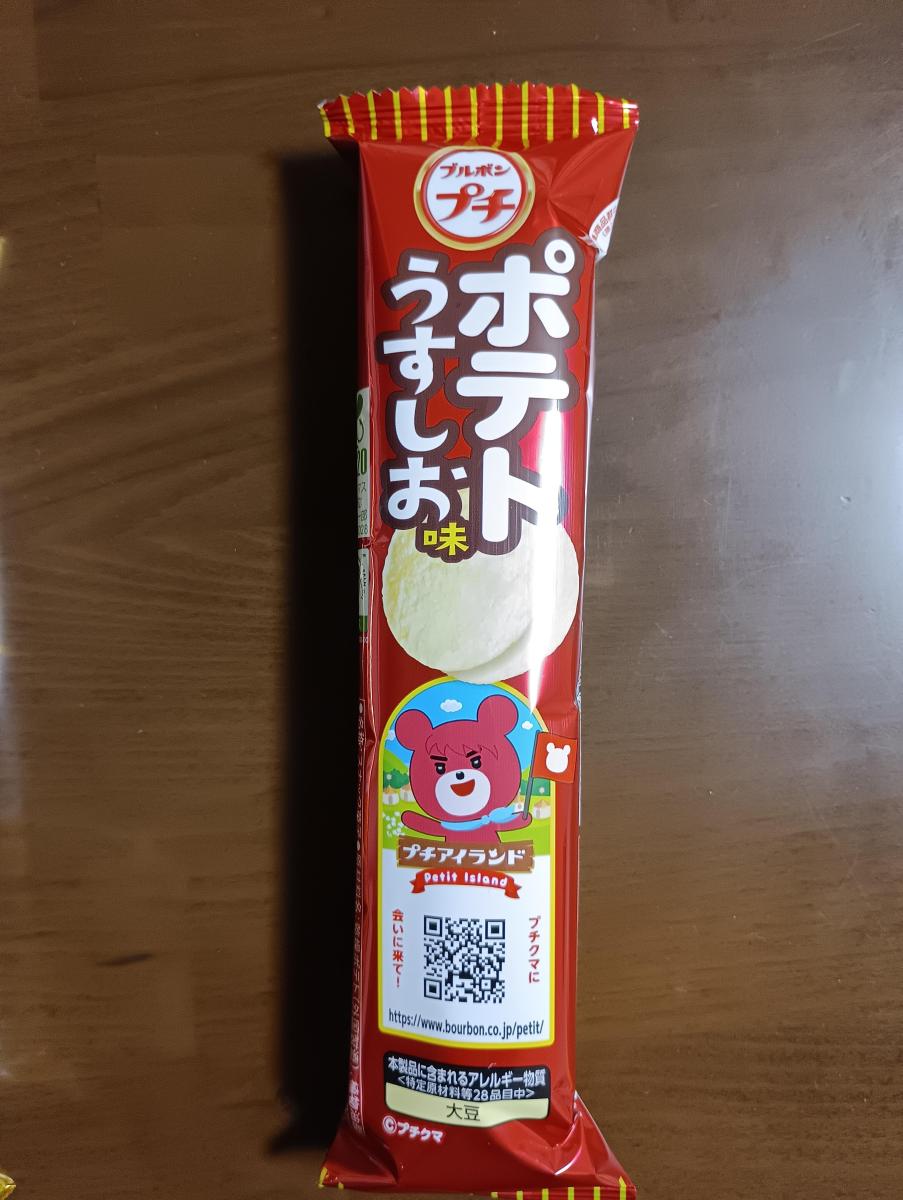 ブルボン
プチ
ポテト
うすしお
味
プチアイランド
Petit Island
プチクマに
会いに来て!
https://www.bourbon.co.jp/petit/
本製品に含まれるアレルギー物質
<特定原材料等28品目中>
大豆
©プチクマ